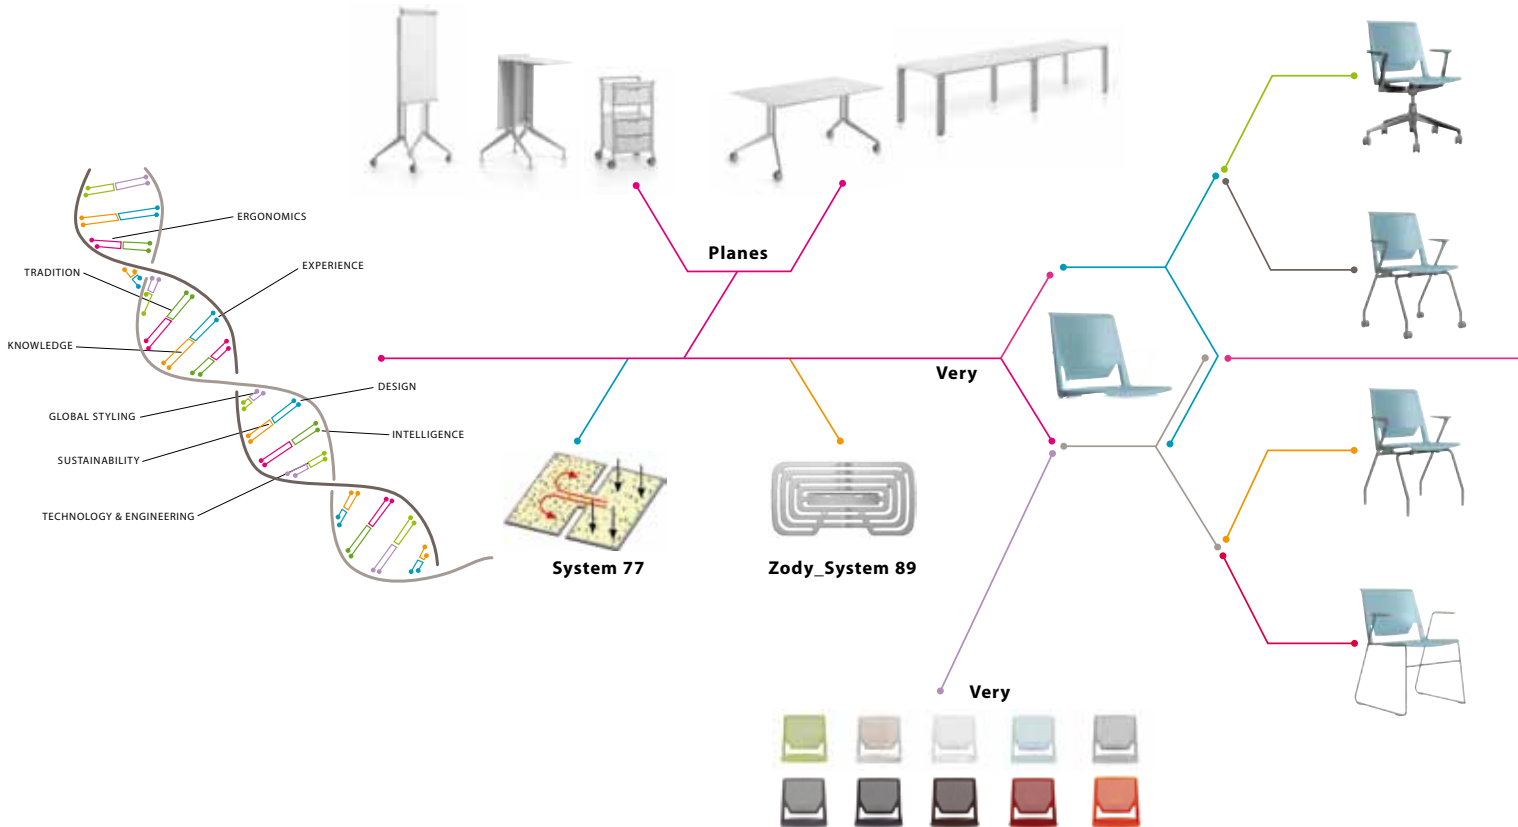 Planes
ERGONOMICS
EXPERIENCE
TRADITION
KNOWLEDGE
Very
DESIGN
GLOBAL STYLING
INTELLIGENCE
SUSTAINABILITY
TECHNOLOGY & ENGINEERING
System 77
Zody_System 89
Very